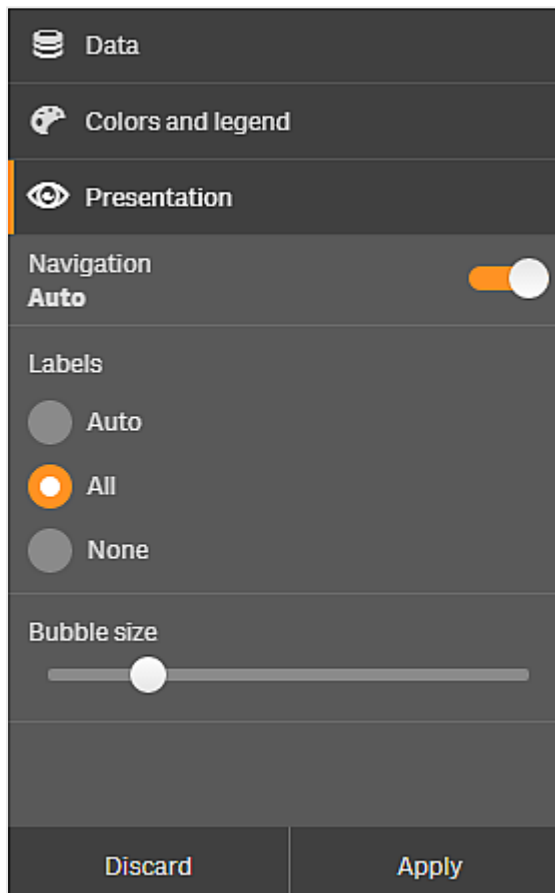 Data
Colors and legend
Presentation
Navigation
Auto
Labels
Auto
All
None
Bubble size
Discard
Apply